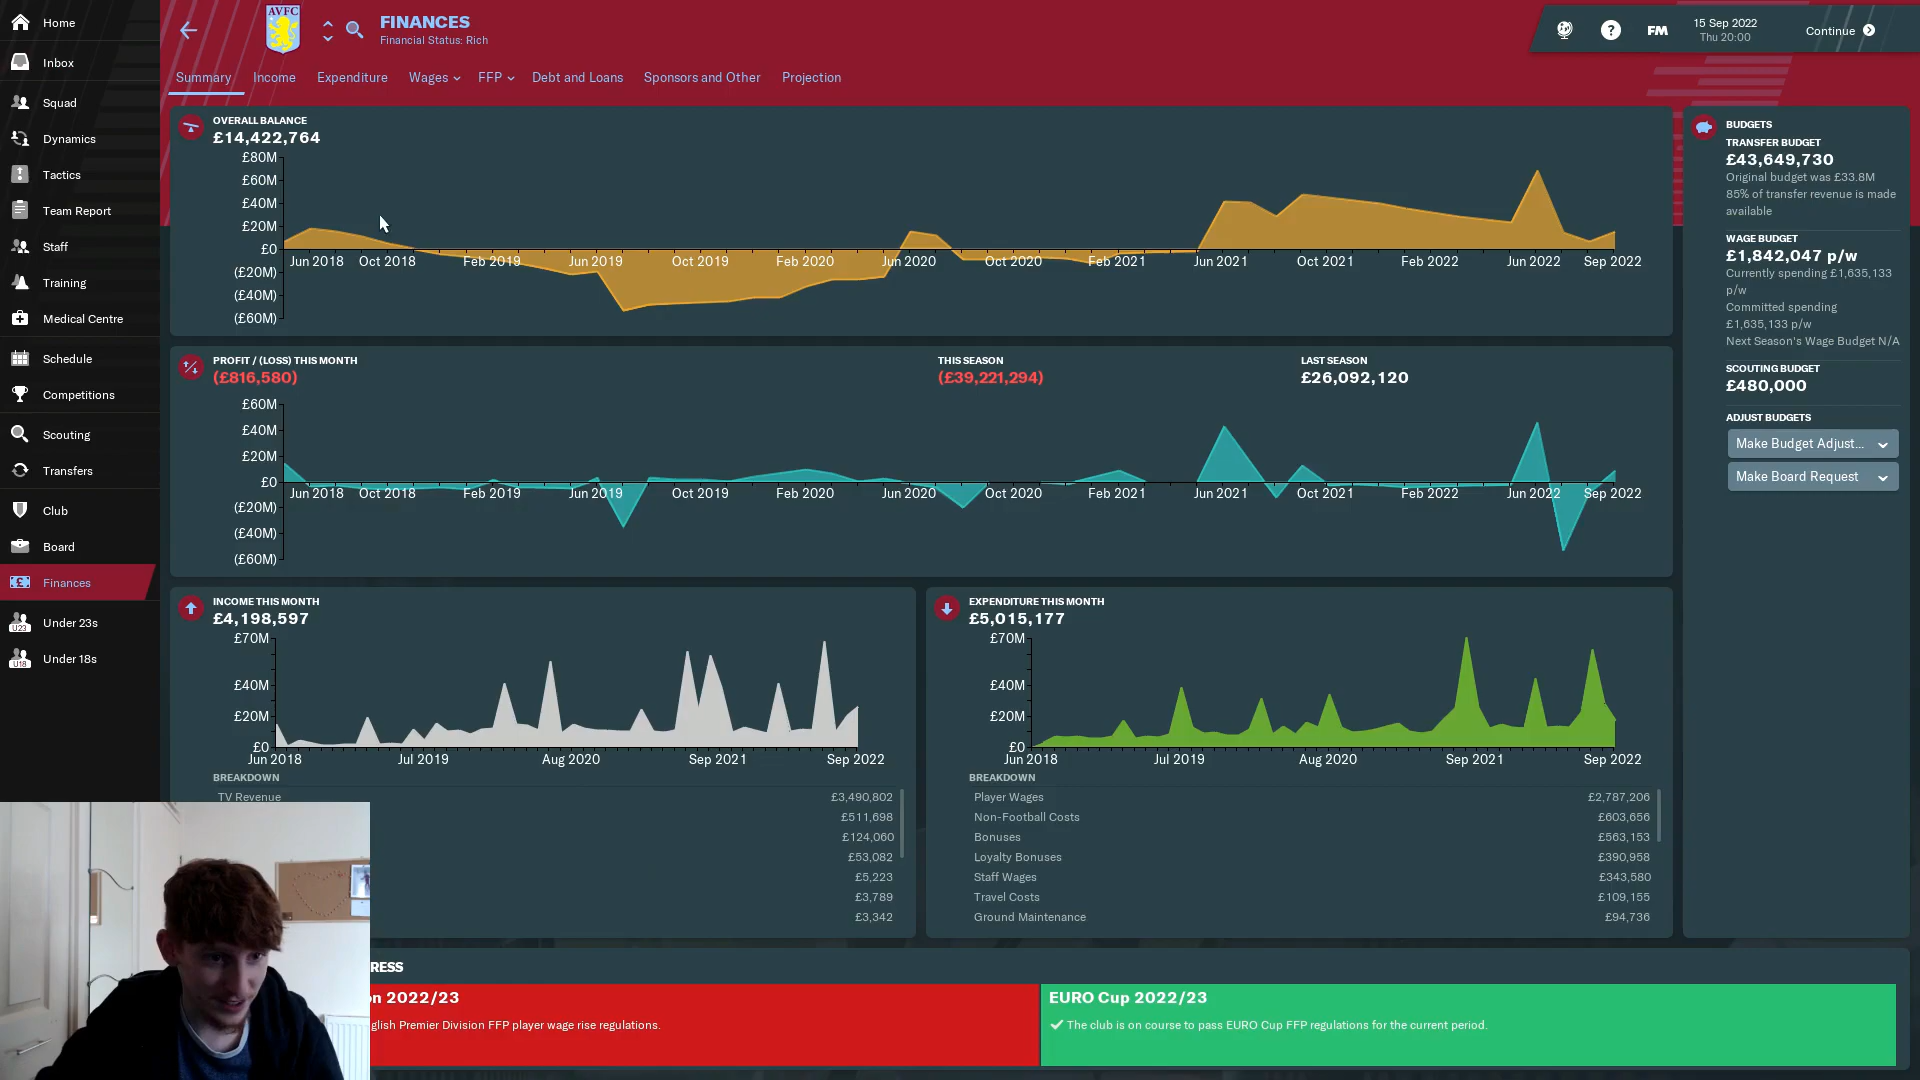 Home
Inbox
Squad
Dynamics
Tactics
Team Report
Staff
Training
Medical Centre
Schedule
Competitions
Scouting
Transfers
Club
Board
Finances
U23
Under 23s
U18
Under 18s
AVFC
FINANCES
Financial Status: Rich
?
FM
15 Sep 2022
Thu 20:00
Continue
Summary
Income
Expenditure
Wages
FFP
Debt and Loans
Sponsors and Other
Projection
OVERALL BALANCE
£14,422,764
£80M
£60M
£40M
£20M
£0
(£20M)
(£40M)
(£60M)
Jun 2018 Oct 2018 Feb 2019 Jun 2019 Oct 2019 Feb 2020 Jun 2020 Oct 2020 Feb 2021 Jun 2021 Oct 2021 Feb 2022 Jun 2022 Sep 2022
PROFIT / (LOSS) THIS MONTH
(£816,580)
THIS SEASON
(£39,221,294)
LAST SEASON
£26,092,120
£60M
£40M
£20M
£0
(£20M)
(£40M)
(£60M)
Jun 2018 Oct 2018 Feb 2019 Jun 2019 Oct 2019 Feb 2020 Jun 2020 Oct 2020 Feb 2021 Jun 2021 Oct 2021 Feb 2022 Jun 2022 Sep 2022
INCOME THIS MONTH
£4,198,597
£70M
£40M
£20M
£0
Jun 2018 Jul 2019 Aug 2020 Sep 2021 Sep 2022
BREAKDOWN
TV Revenue £3,490,802
£511,698
£124,060
£53,082
£5,223
£3,789
£3,342
EXPENDITURE THIS MONTH
£5,015,177
£70M
£40M
£20M
£0
Jun 2018 Jul 2019 Aug 2020 Sep 2021 Sep 2022
BREAKDOWN
Player Wages £2,787,206
Non-Football Costs £603,656
Bonuses £563,153
Loyalty Bonuses £390,958
Staff Wages £343,580
Travel Costs £109,155
Ground Maintenance £94,736
BUDGETS
TRANSFER BUDGET
£43,649,730
Original budget was £33.8M
85% of transfer revenue is made
available
WAGE BUDGET
£1,842,047 p/w
Currently spending £1,635,133
p/w
Committed spending
£1,635,133 p/w
Next Season's Wage Budget N/A
SCOUTING BUDGET
£480,000
ADJUST BUDGETS
Make Budget Adjust...
Make Board Request
RESS
n 2022/23
glish Premier Division FFP player wage rise regulations.
EURO Cup 2022/23
The club is on course to pass EURO Cup FFP regulations for the current period.